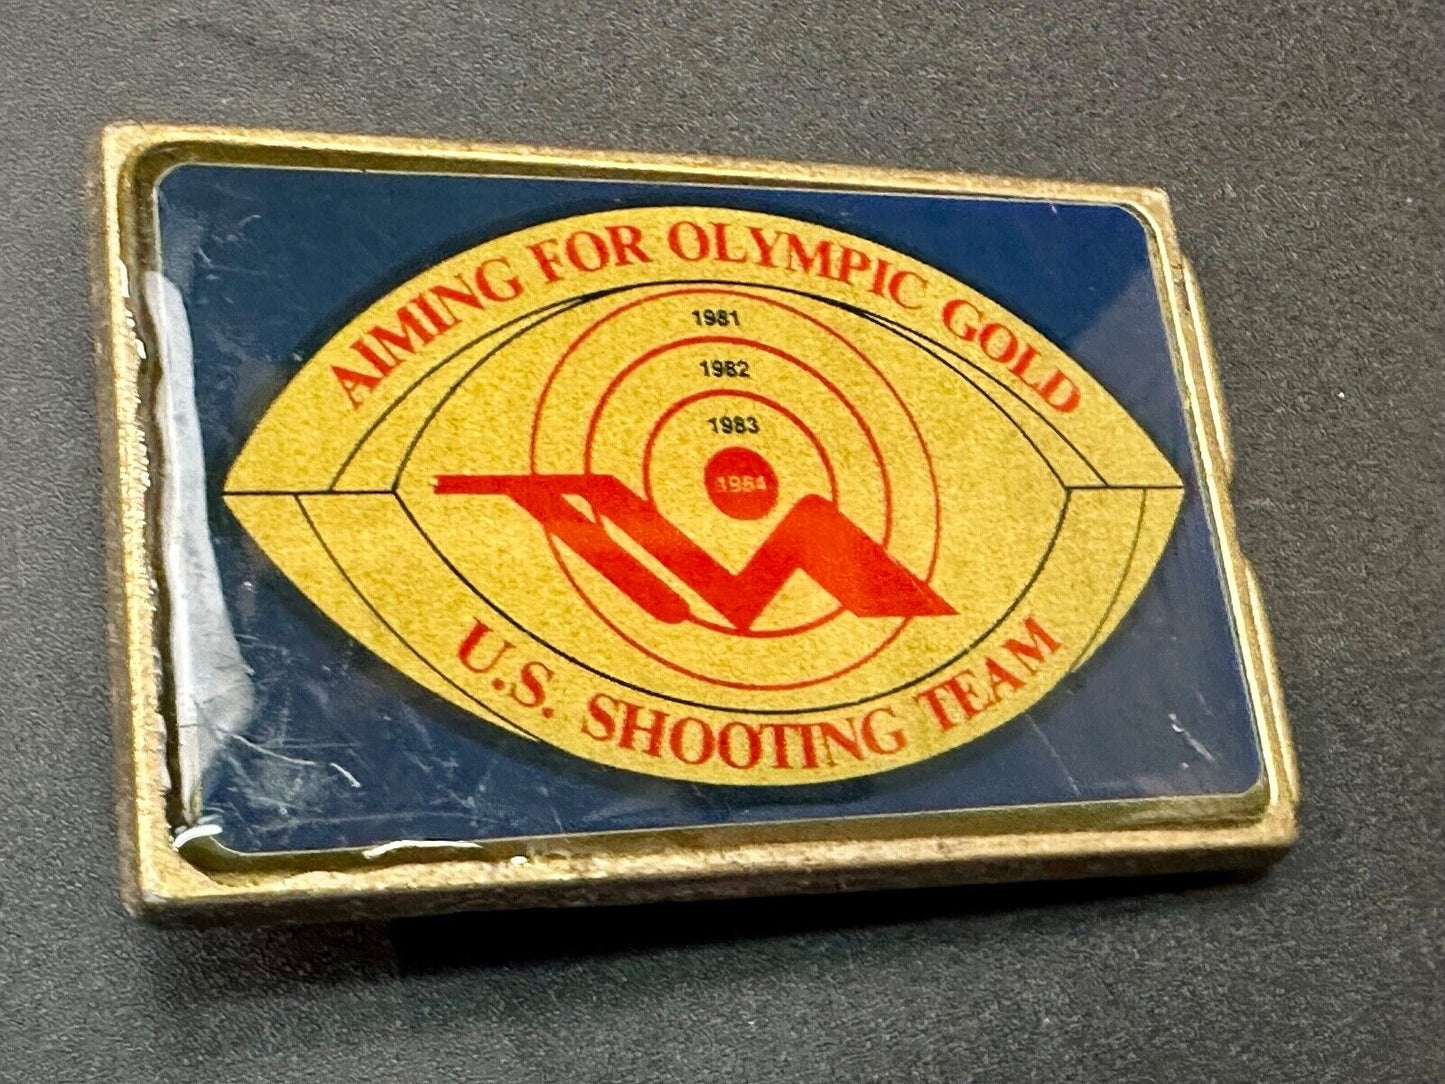 AIMING FOR OLYMPIC GOLD
1981
1982
1983
1984
U.S. SHOOTING TEAM